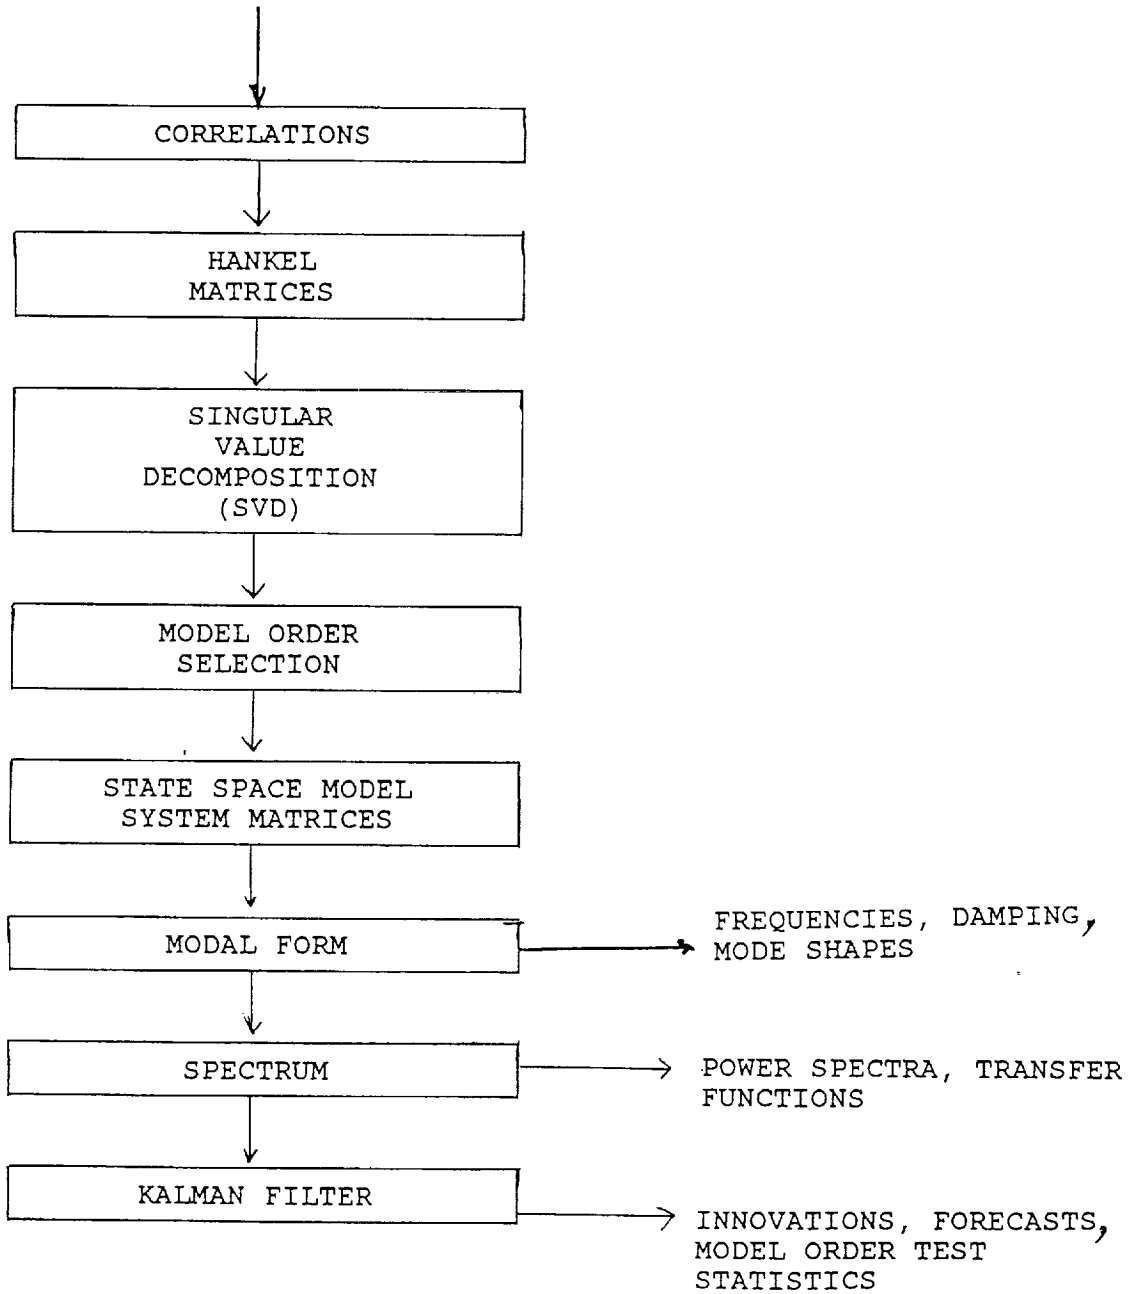 CORRELATIONS
HANKEL
MATRICES
SINGULAR
VALUE
DECOMPOSITION
(SVD)
MODEL ORDER
SELECTION
STATE SPACE MODEL
SYSTEM MATRICES
MODAL FORM
FREQUENCIES, DAMPING,
MODE SHAPES
SPECTRUM
POWER SPECTRA, TRANSFER
FUNCTIONS
KALMAN FILTER
INNOVATIONS, FORECASTS,
MODEL ORDER TEST
STATISTICS